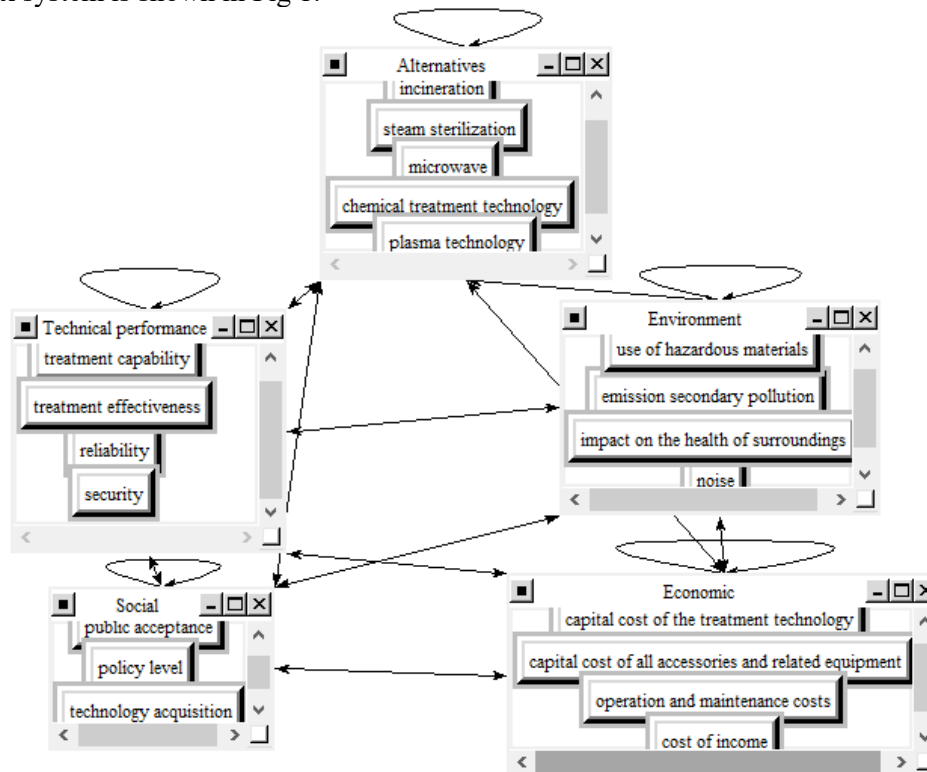 Alternatives
incineration
steam sterilization
microwave
chemical treatment technology
plasma technology
Technical performance
treatment capability
treatment effectiveness
reliability
security
Environment
use of hazardous materials
emission secondary pollution
impact on the health of surroundings
noise
Social
public acceptance
policy level
technology acquisition
Economic
capital cost of the treatment technology
capital cost of all accessories and related equipment
operation and maintenance costs
cost of income